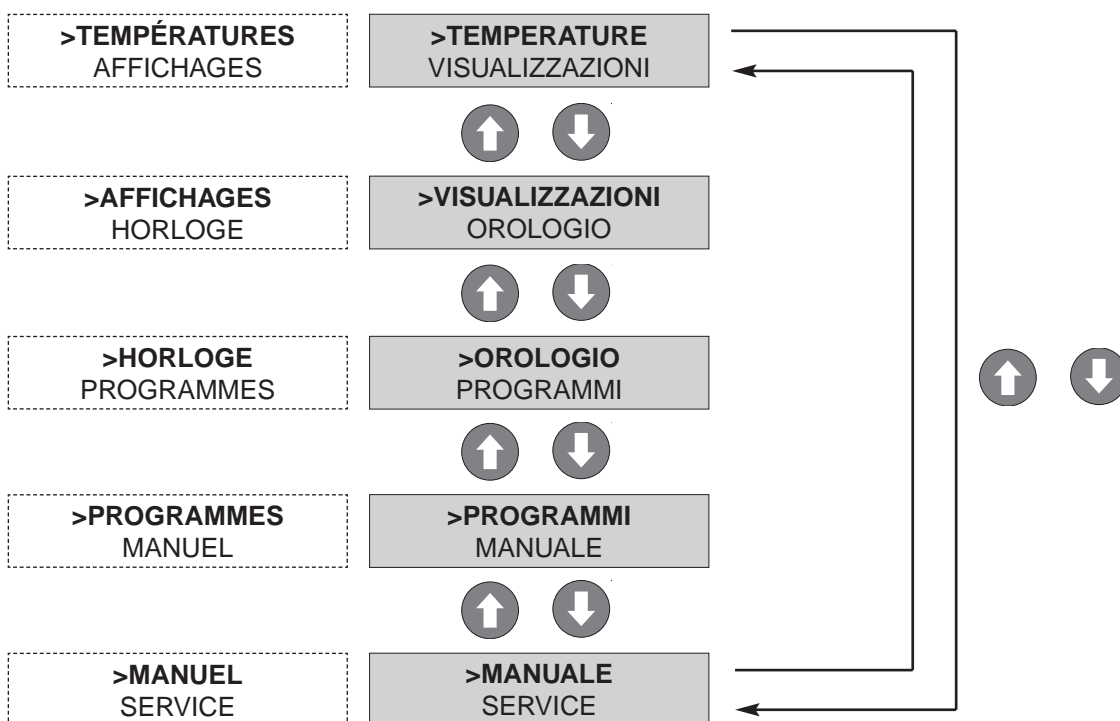 >TEMPÉRATURES
AFFICHAGES
>TEMPERATURE
VISUALIZZAZIONI
>AFFICHAGES
HORLOGE
>VISUALIZZAZIONI
OROLOGIO
>HORLOGE
PROGRAMMES
>OROLOGIO
PROGRAMMI
>PROGRAMMES
MANUEL
>PROGRAMMI
MANUALE
>MANUEL
SERVICE
>MANUALE
SERVICE